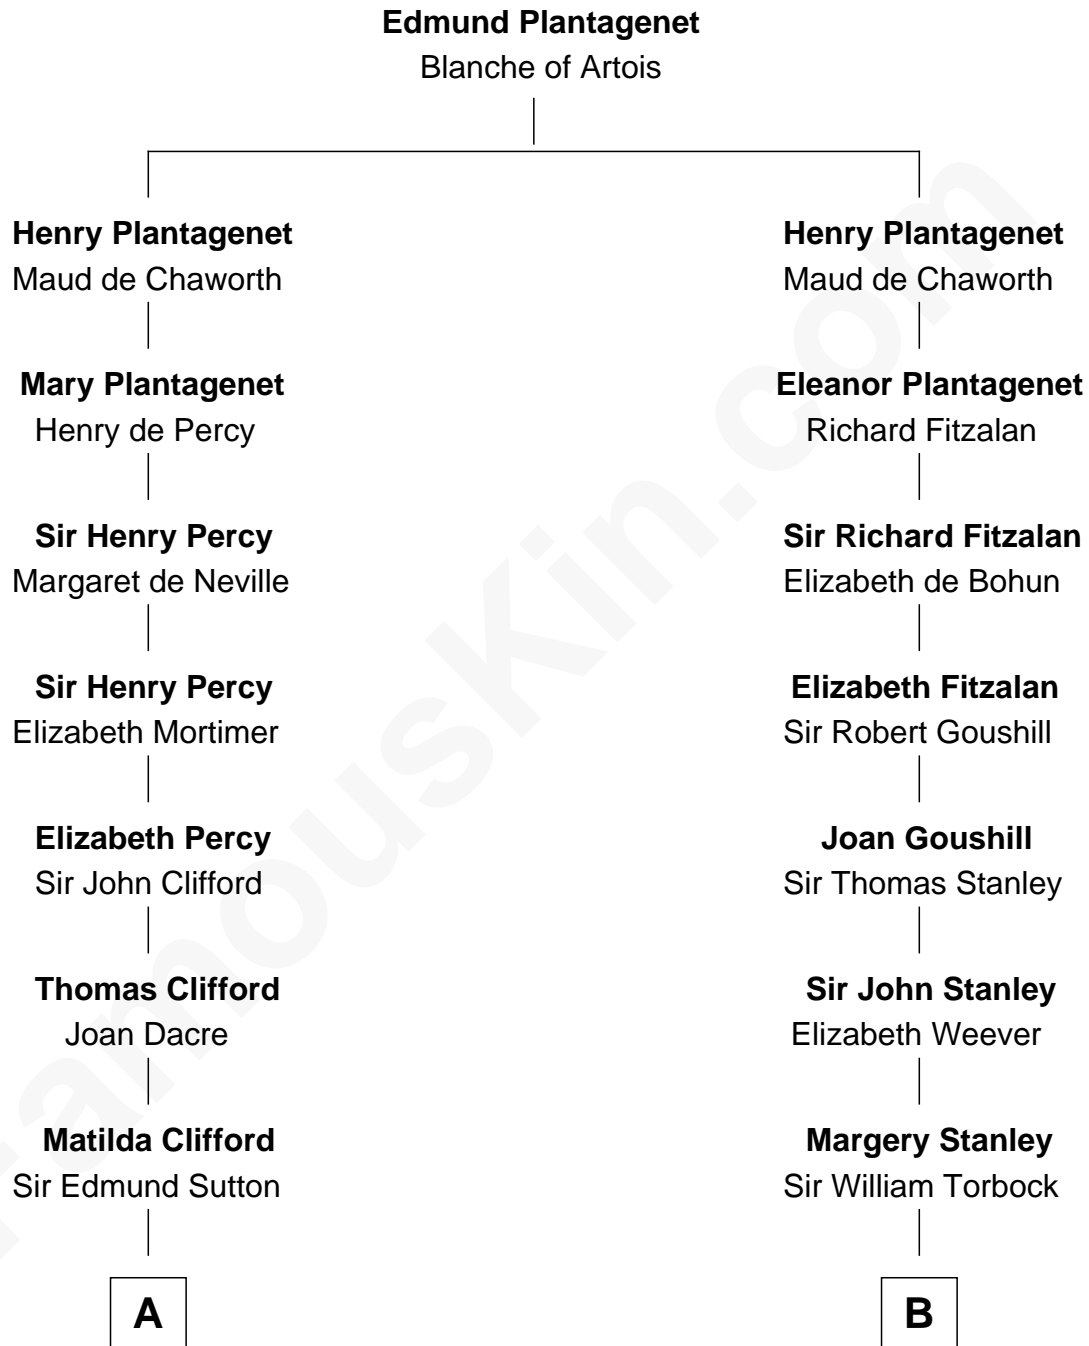 Edmund Plantagenet
Blanche of Artois
Henry Plantagenet
Maud de Chaworth
Henry Plantagenet
Maud de Chaworth
Mary Plantagenet
Henry de Percy
Eleanor Plantagenet
Richard Fitzalan
Sir Henry Percy
Margaret de Neville
Sir Richard Fitzalan
Elizabeth de Bohun
Sir Henry Percy
Elizabeth Mortimer
Elizabeth Fitzalan
Sir Robert Goushill
Elizabeth Percy
Sir John Clifford
Joan Goushill
Sir Thomas Stanley
Thomas Clifford
Joan Dacre
Sir John Stanley
Elizabeth Weever
Matilda Clifford
Sir Edmund Sutton
Margery Stanley
Sir William Torbock
A
B
FamousKin.com